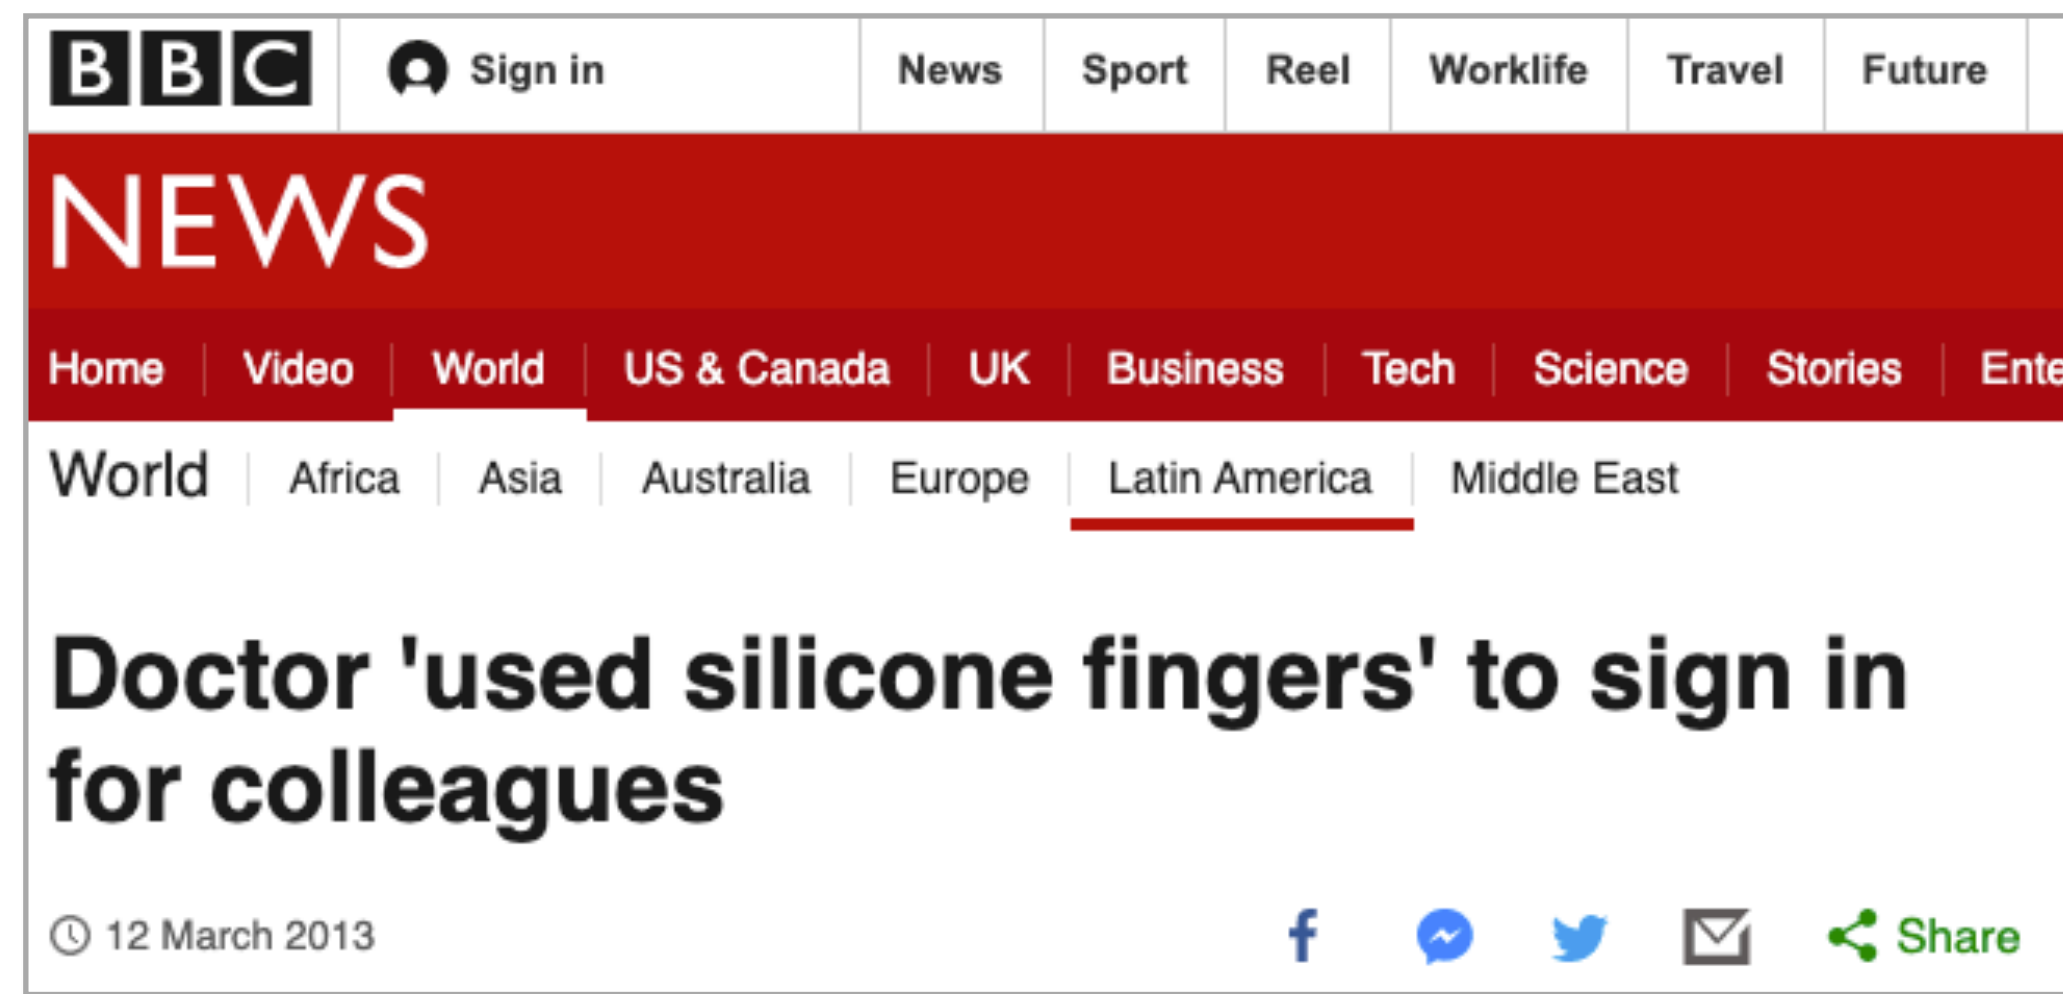 BBC Sign in News Sport Reel Worklife Travel Future
NEWS
Home Video World US & Canada UK Business Tech Science Stories Ente
World Africa Asia Australia Europe Latin America Middle East
Doctor 'used silicone fingers' to sign in
for colleagues
12 March 2013 Share